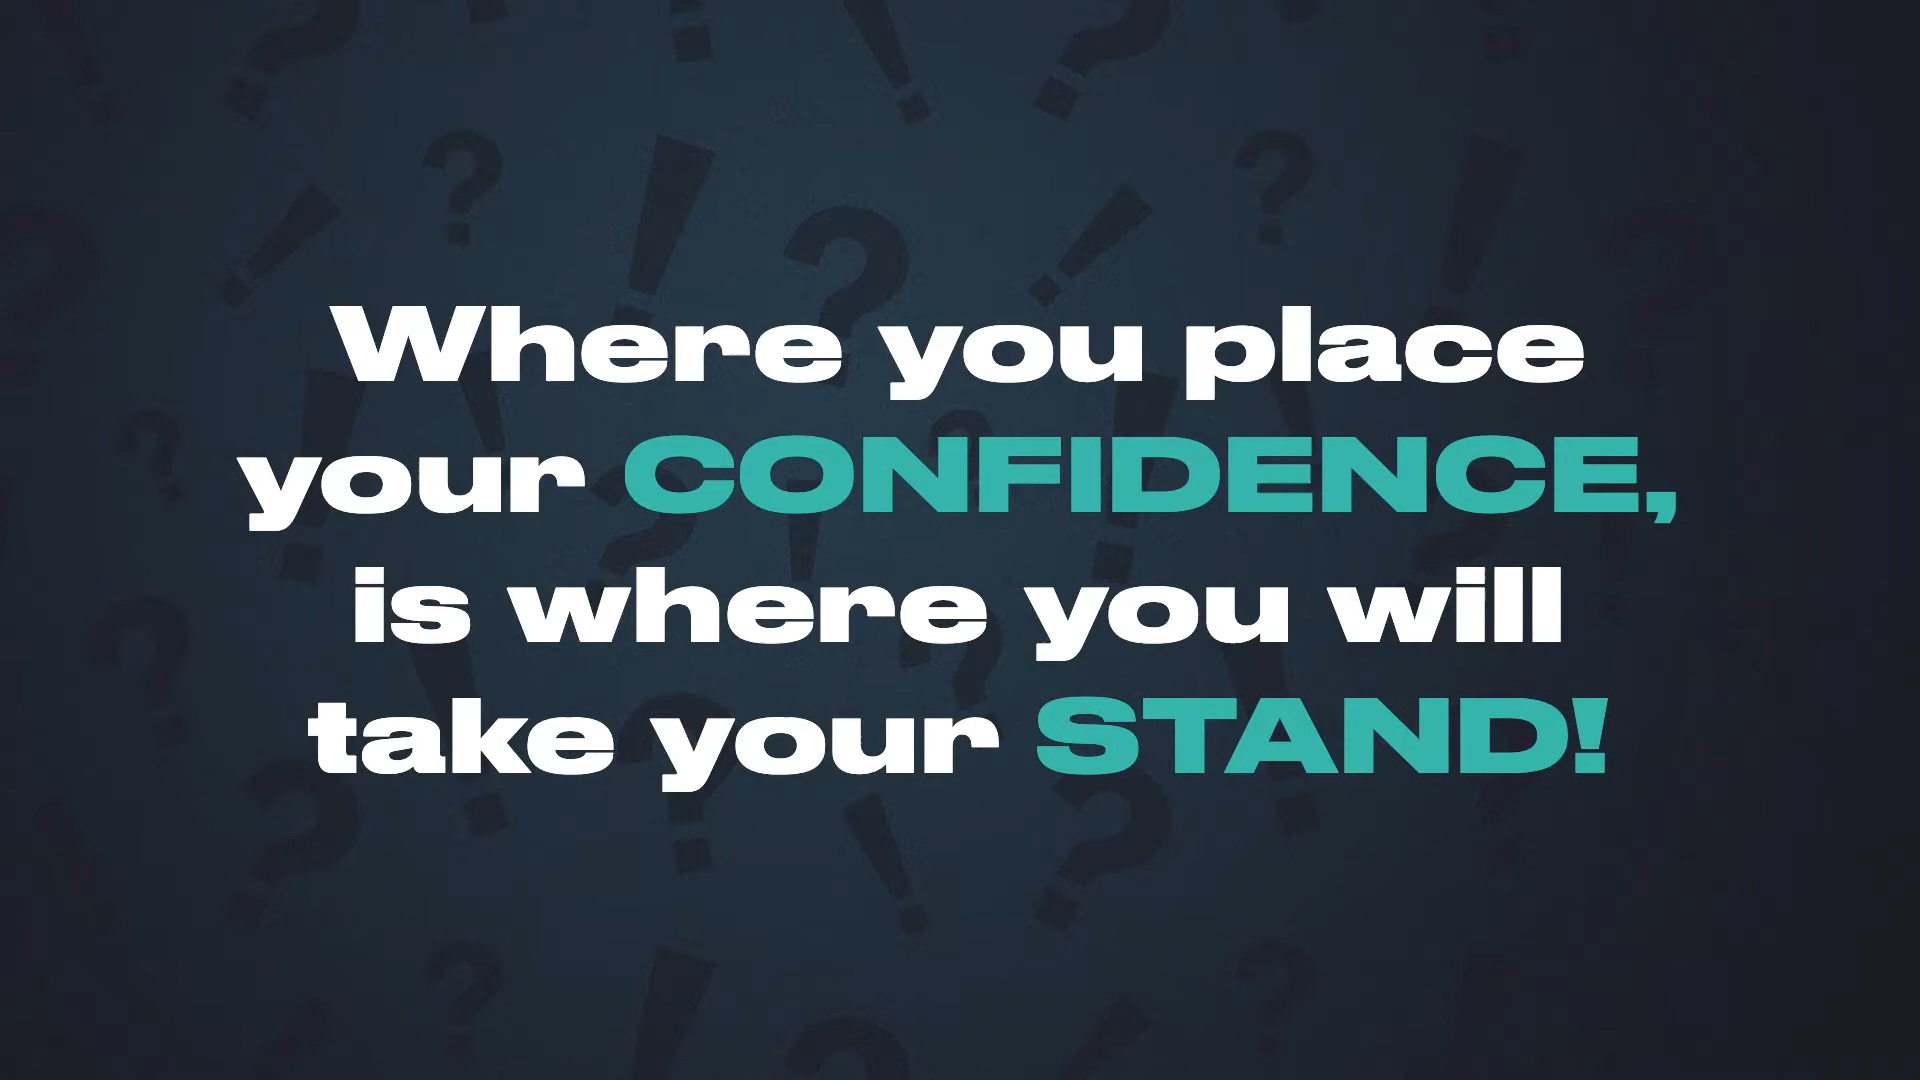 Where you place
your CONFIDENCE,
is where you will
take your STAND!